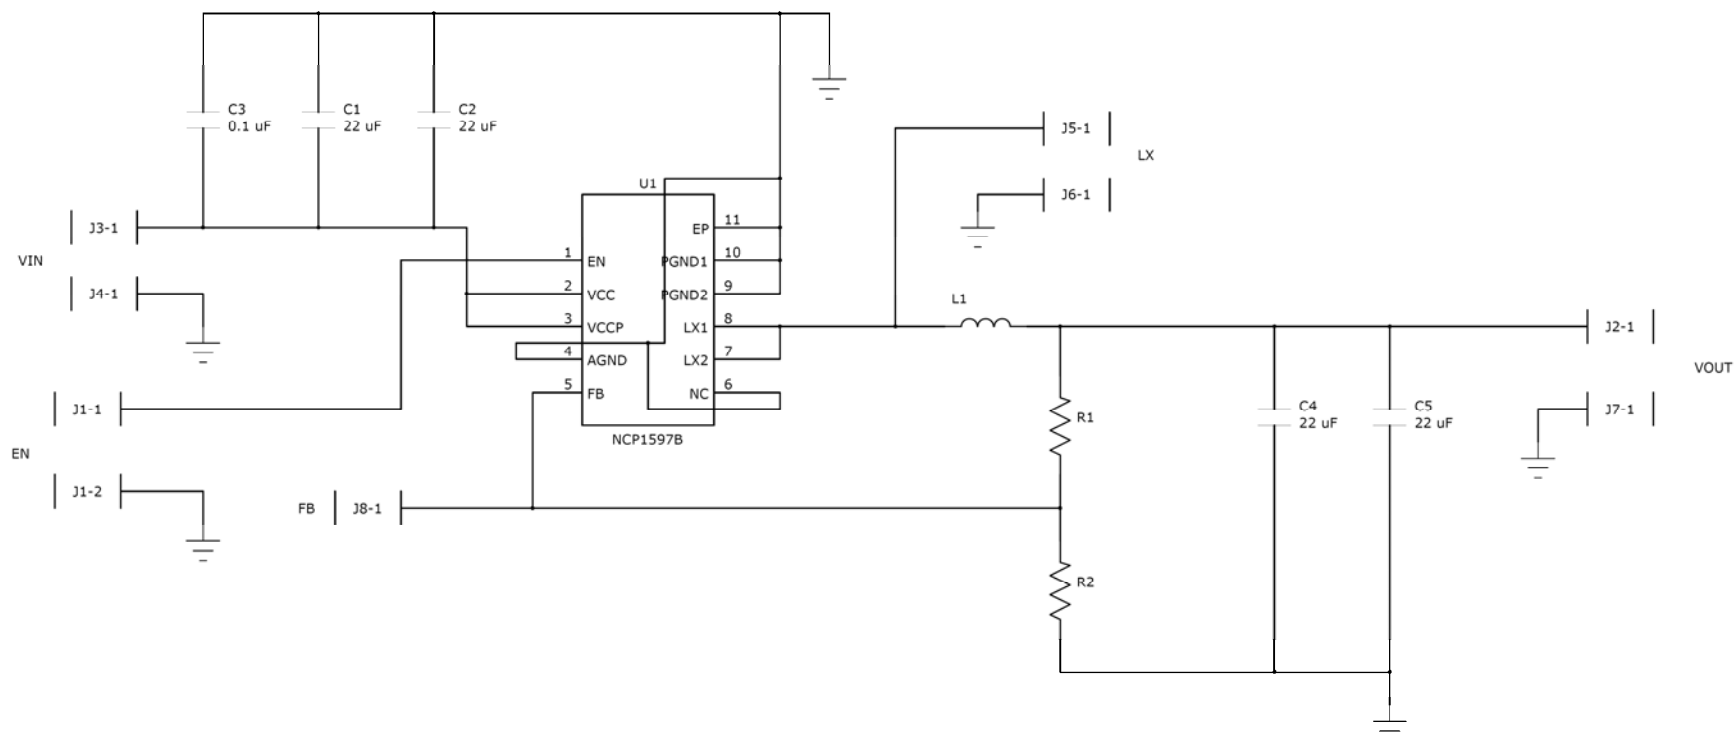 C3
0.1 uF
C1
22 uF
C2
22 uF
J5-1
LX
J6-1
U1
J3-1
VIN
J4-1
EP 11
1 EN
PGND1 10
2 VCC
PGND2 9
3 VCCP
LX1 8
4 AGND
LX2 7
5 FB
NC 6
NCP1597B
L1
J2-1
VOUT
J7-1
J1-1
EN
J1-2
FB
J8-1
R1
C4
22 uF
C5
22 uF
R2